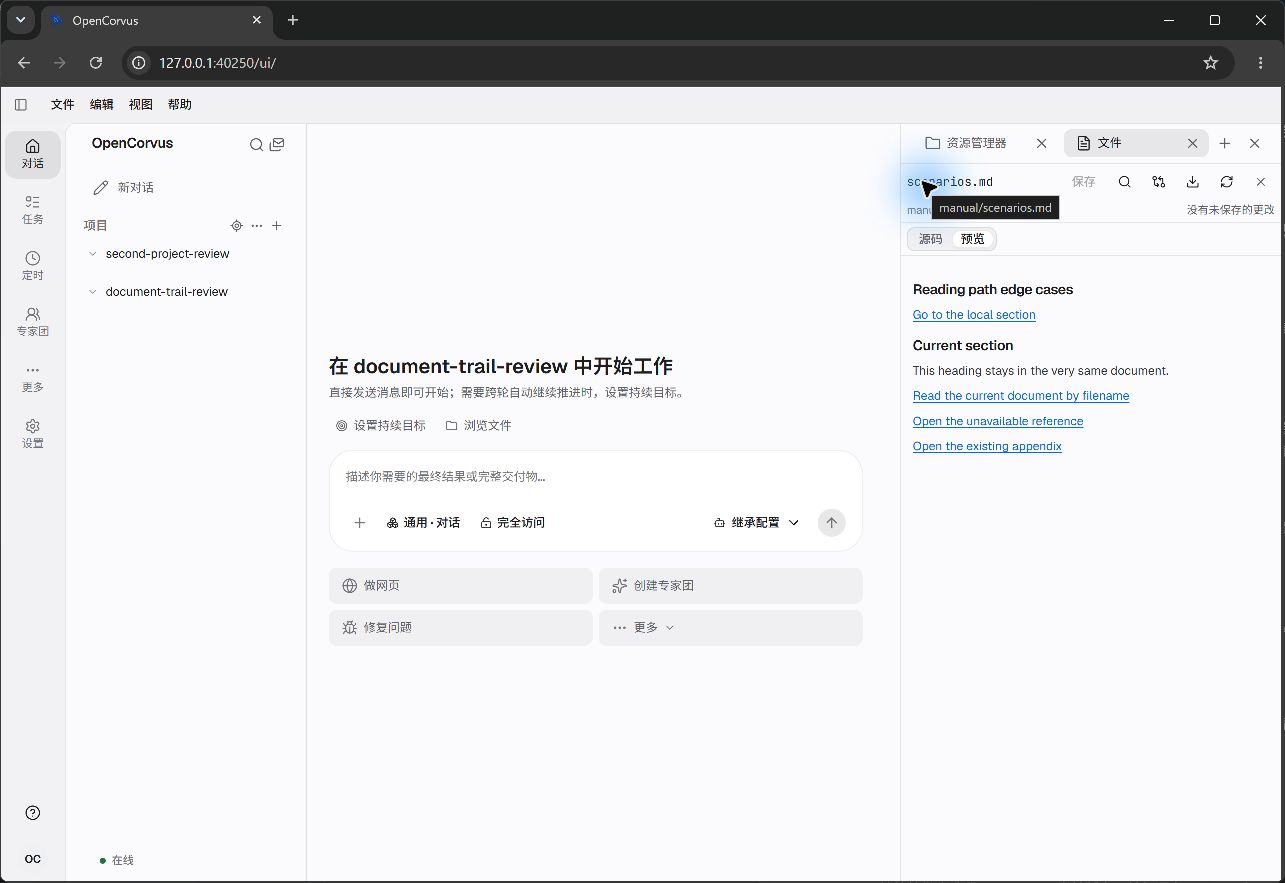 OpenCorvus
127.0.0.1:40250/ui/
文件 编辑 视图 帮助
对话
任务
定时
专家团
更多
设置
OC
OpenCorvus
新对话
项目
second-project-review
document-trail-review
在线
在 document-trail-review 中开始工作
直接发送消息即可开始；需要跨轮自动继续推进时，设置持续目标。
设置持续目标 浏览文件
描述你需要的最终结果或完整交付物...
通用 · 对话 完全访问 继承配置
做网页 创建专家团
修复问题 更多
资源管理器 文件
scenarios.md 保存
manual/scenarios.md
没有未保存的更改
源码 预览
Reading path edge cases
Go to the local section
Current section
This heading stays in the very same document.
Read the current document by filename
Open the unavailable reference
Open the existing appendix